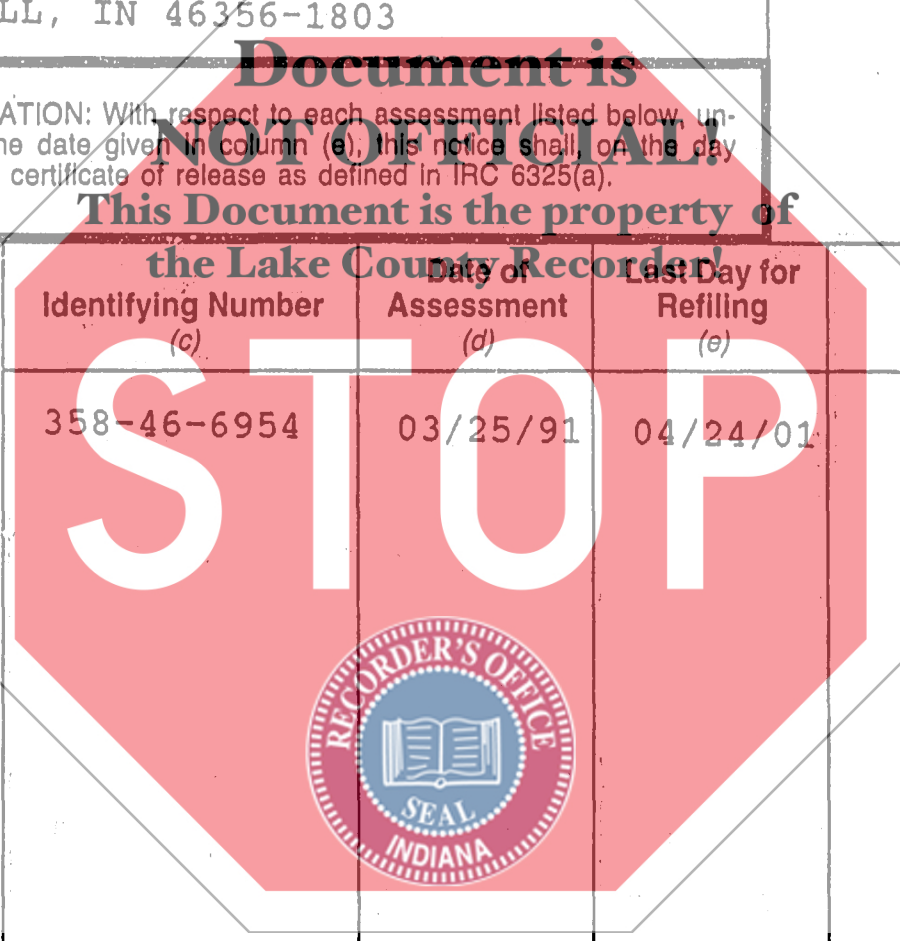 LL, IN 46356-1803
Document is
ATION: With respect to each assessment listed below, un-
NOT OFFICIAL!
ne date given in column (e), this notice shall, on the day
certificate of release as defined in IRC 6325(a).
This Document is the property of
the Lake County Recorder!
Identifying Number
(c)
Date of
Assessment
(d)
Last Day for
Refiling
(e)
358-46-6954 03/25/91 04/24/01
STOP
RECORDER'S OFFICE
SEAL
INDIANA